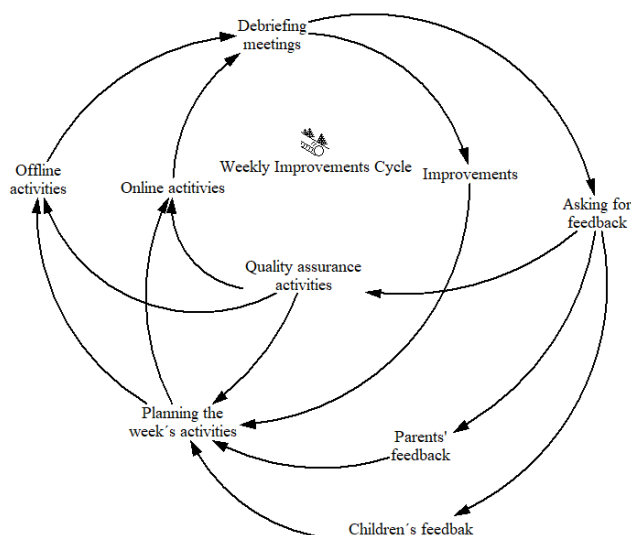 Debriefing
meetings
Weekly Improvements Cycle
Offline
activities
Online actitivies
Improvements
Asking for
feedback
Quality assurance
activities
Planning the
week´s activities
Parents'
feedback
Children´s feedbak